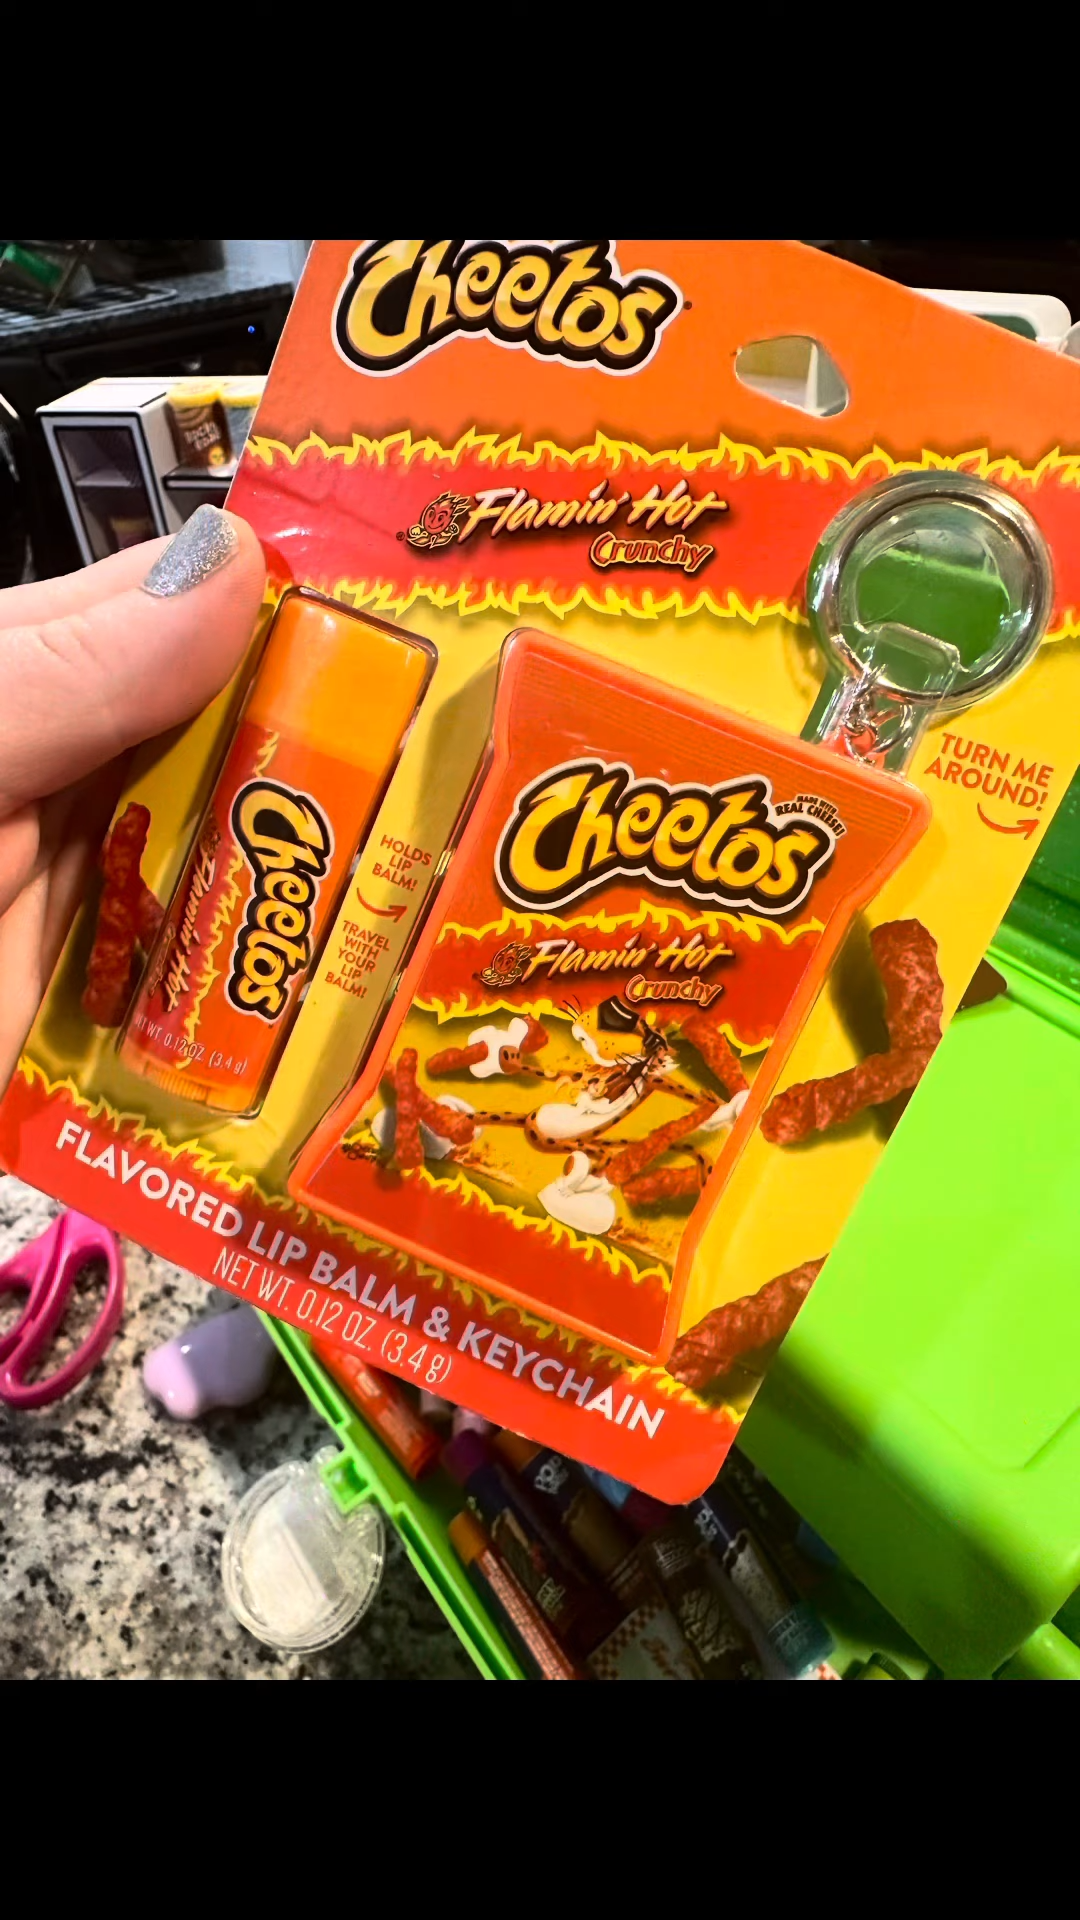 Cheetos
Flamin' Hot
Crunchy
TURN ME
AROUND!
Cheetos
MADE WITH
REAL CHEESE!
Flamin' Hot
Crunchy
HOLDS
LIP
BALM!
TRAVEL
WITH
YOUR
LIP
BALM!
Cheetos
Flamin' Hot
NET WT. 0.12 OZ (3.4 g)
FLAVORED LIP BALM & KEYCHAIN
NET WT. 0.12 OZ. (3.4 g)